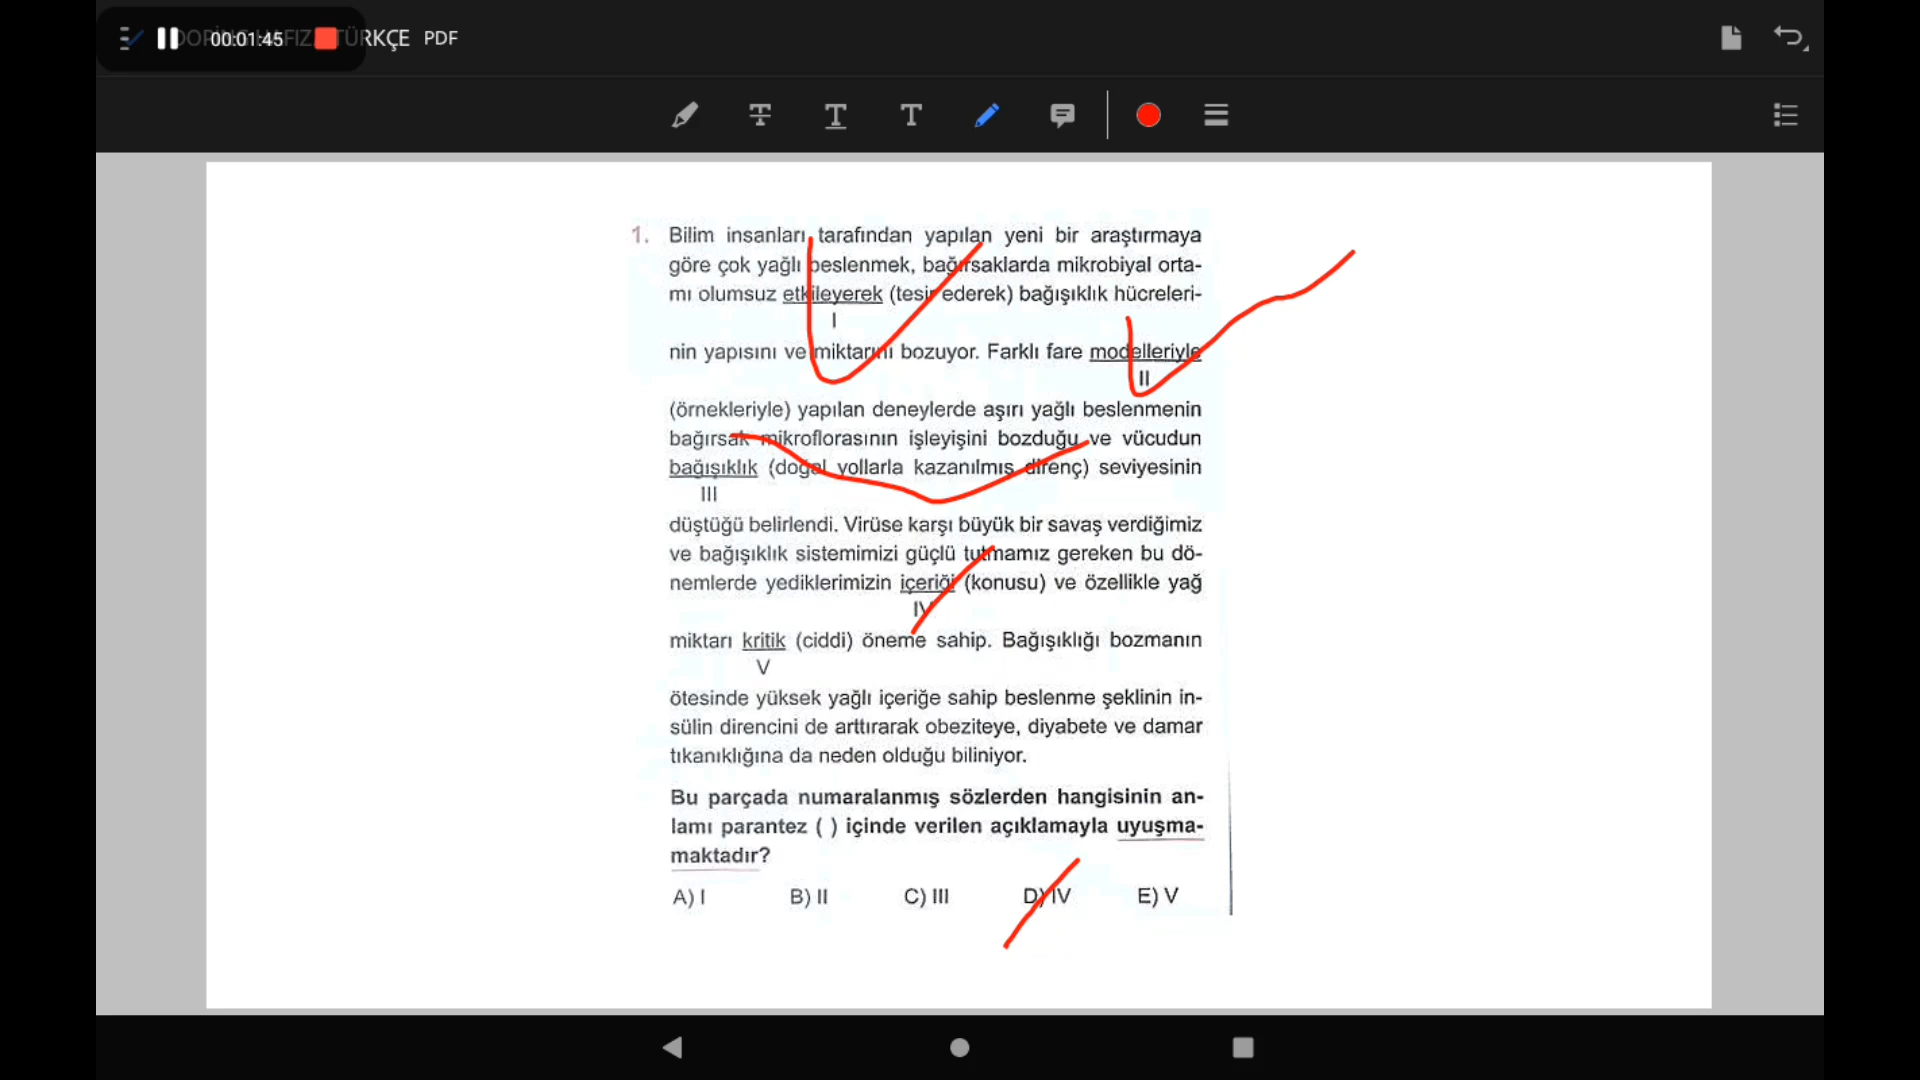 00:01:45 TÜRKÇE PDF
1. Bilim insanları tarafından yapılan yeni bir araştırmaya
göre çok yağlı beslenmek, bağırsaklarda mikrobiyal orta-
mı olumsuz etkileyerek (tesir ederek) bağışıklık hücreleri-
I
nin yapısını ve miktarını bozuyor. Farklı fare modelleriyle
II
(örnekleriyle) yapılan deneylerde aşırı yağlı beslenmenin
bağırsak mikroflorasının işleyişini bozduğu ve vücudun
bağışıklık (doğal yollarla kazanılmış direnç) seviyesinin
III
düştüğü belirlendi. Virüse karşı büyük bir savaş verdiğimiz
ve bağışıklık sistemimizi güçlü tutmamız gereken bu dö-
nemlerde yediklerimizin içeriği (konusu) ve özellikle yağ
IV
miktarı kritik (ciddi) öneme sahip. Bağışıklığı bozmanın
V
ötesinde yüksek yağlı içeriğe sahip beslenme şeklinin in-
sülin direncini de arttırarak obeziteye, diyabete ve damar
tıkanıklığına da neden olduğu biliniyor.
Bu parçada numaralanmış sözlerden hangisinin an-
lamı parantez ( ) içinde verilen açıklamayla uyuşma-
maktadır?
A) I B) II C) III D) IV E) V